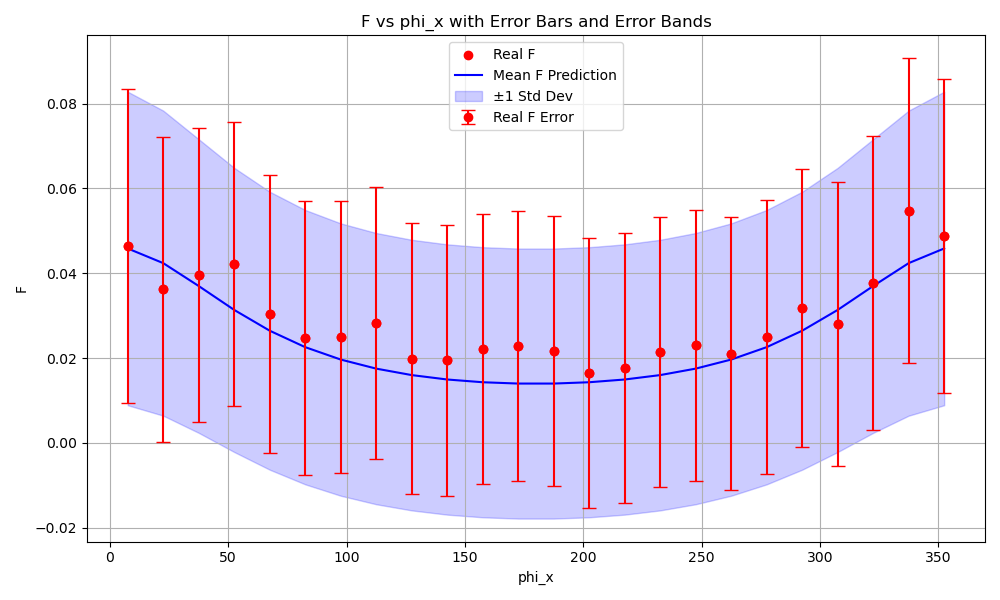 F vs phi_x with Error Bars and Error Bands
Real F
Mean F Prediction
±1 Std Dev
Real F Error
0.08
0.06
0.04
0.02
0.00
−0.02
F
0
50
100
150
200
250
300
350
phi_x